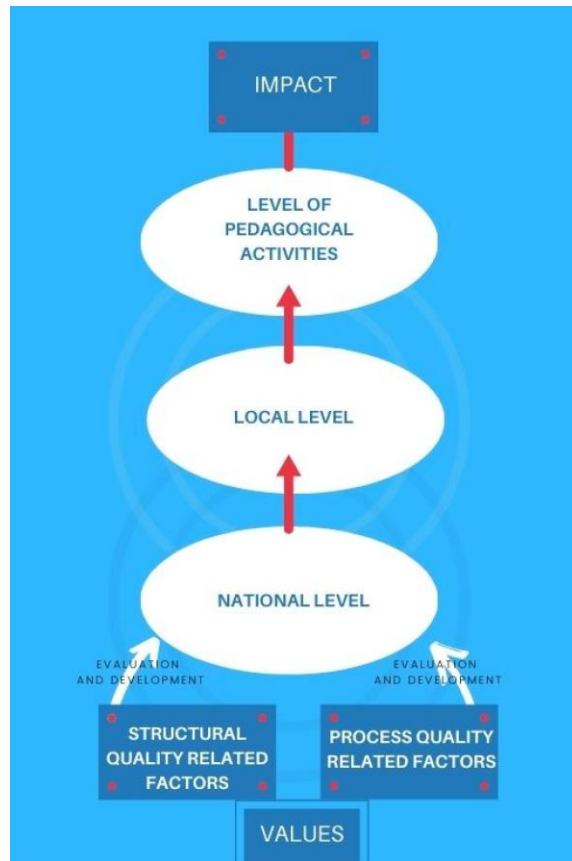 IMPACT
LEVEL OF
PEDAGOGICAL
ACTIVITIES
LOCAL LEVEL
NATIONAL LEVEL
EVALUATION
AND DEVELOPMENT
EVALUATION
AND DEVELOPMENT
STRUCTURAL
QUALITY RELATED
FACTORS
PROCESS QUALITY
RELATED FACTORS
VALUES